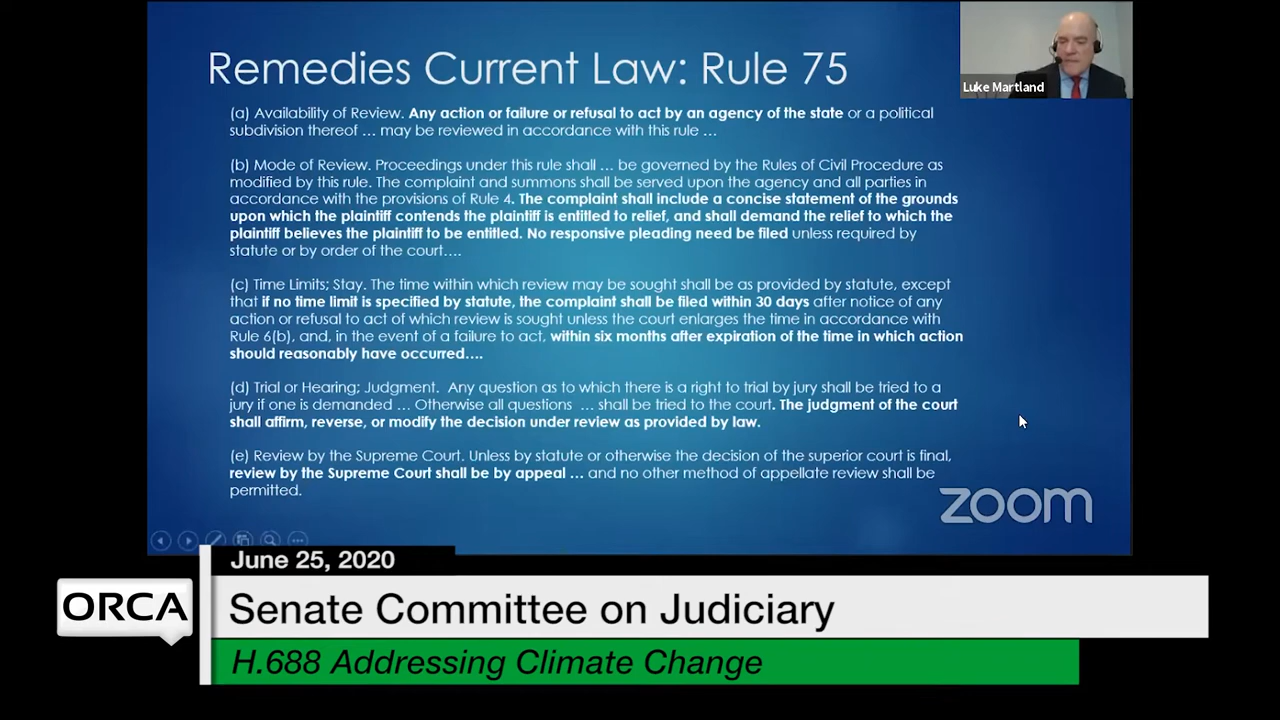 Remedies Current Law: Rule 75
Luke Martland
(a) Availability of Review. Any action or failure or refusal to act by an agency of the state or a political
subdivision thereof … may be reviewed in accordance with this rule …
(b) Mode of Review. Proceedings under this rule shall … be governed by the Rules of Civil Procedure as
modified by this rule. The complaint and summons shall be served upon the agency and all parties in
accordance with the provisions of Rule 4. The complaint shall include a concise statement of the grounds
upon which the plaintiff contends the plaintiff is entitled to relief, and shall demand the relief to which the
plaintiff believes the plaintiff to be entitled. No responsive pleading need be filed unless required by
statute or by order of the court….
(c) Time Limits; Stay. The time within which review may be sought shall be as provided by statute, except
that if no time limit is specified by statute, the complaint shall be filed within 30 days after notice of any
action or refusal to act of which review is sought unless the court enlarges the time in accordance with
Rule 6(b), and, in the event of a failure to act, within six months after expiration of the time in which action
should reasonably have occurred….
(d) Trial or Hearing; Judgment. Any question as to which there is a right to trial by jury shall be tried to a
jury if one is demanded … Otherwise all questions … shall be tried to the court. The judgment of the court
shall affirm, reverse, or modify the decision under review as provided by law.
(e) Review by the Supreme Court. Unless by statute or otherwise the decision of the superior court is final,
review by the Supreme Court shall be by appeal … and no other method of appellate review shall be
permitted.
zoom
June 25, 2020
ORCA
Senate Committee on Judiciary
H.688 Addressing Climate Change